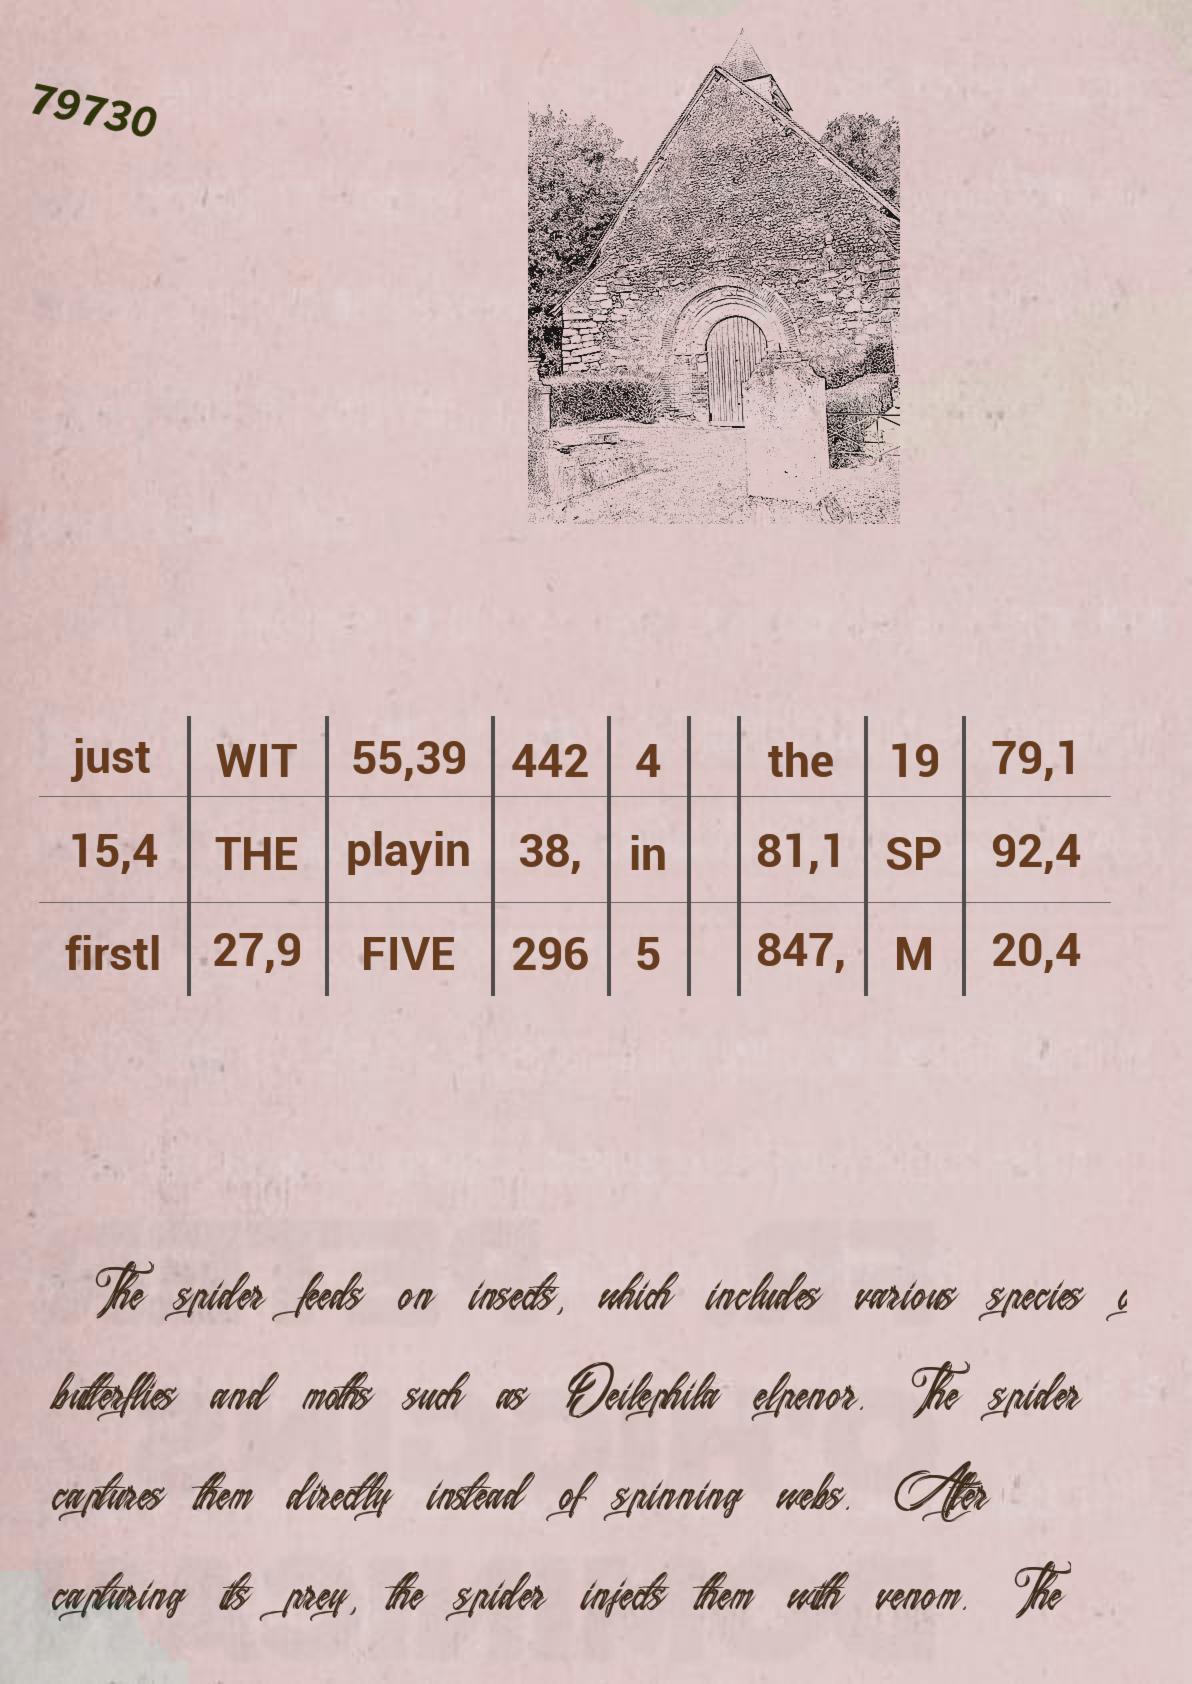 79730
just WIT 55,39 442 4 the 19 79,1
15,4 THE playin 38, in 81,1 SP 92,4
firstl 27,9 FIVE 296 5 847, M 20,4
The spider feeds on insects, which includes various species
butterflies and moths such as Deilephila elpenor. The spider
captures them directly instead of spinning webs. After
capturing its prey, the spider injects them with venom. The